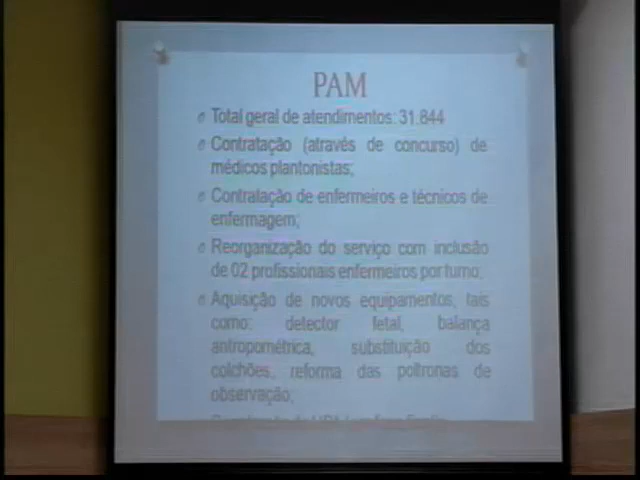 PAM
Total geral de atendimentos: 31.844
Contratação (através de concurso) de
médicos plantonistas;
Contratação de enfermeiros e técnicos de
enfermagem;
Reorganização do serviço com inclusão
de 02 profissionais enfermeiros por turno;
Aquisição de novos equipamentos, tais
como: detector fetal, balança
antropométrica, substituição dos
colchões, reforma das poltronas de
observação;